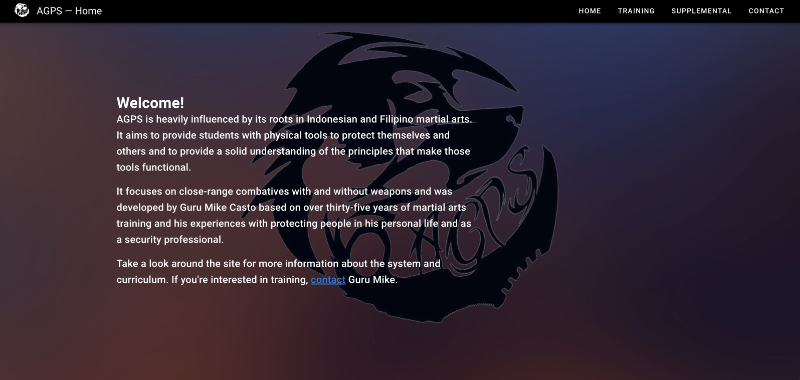 AGPS — Home
HOME TRAINING SUPPLEMENTAL CONTACT
Welcome!
AGPS is heavily influenced by its roots in Indonesian and Filipino martial arts.
It aims to provide students with physical tools to protect themselves and
others and to provide a solid understanding of the principles that make those
tools functional.
It focuses on close-range combatives with and without weapons and was
developed by Guru Mike Casto based on over thirty-five years of martial arts
training and his experiences with protecting people in his personal life and as
a security professional.
Take a look around the site for more information about the system and
curriculum. If you're interested in training, contact Guru Mike.
AGPS